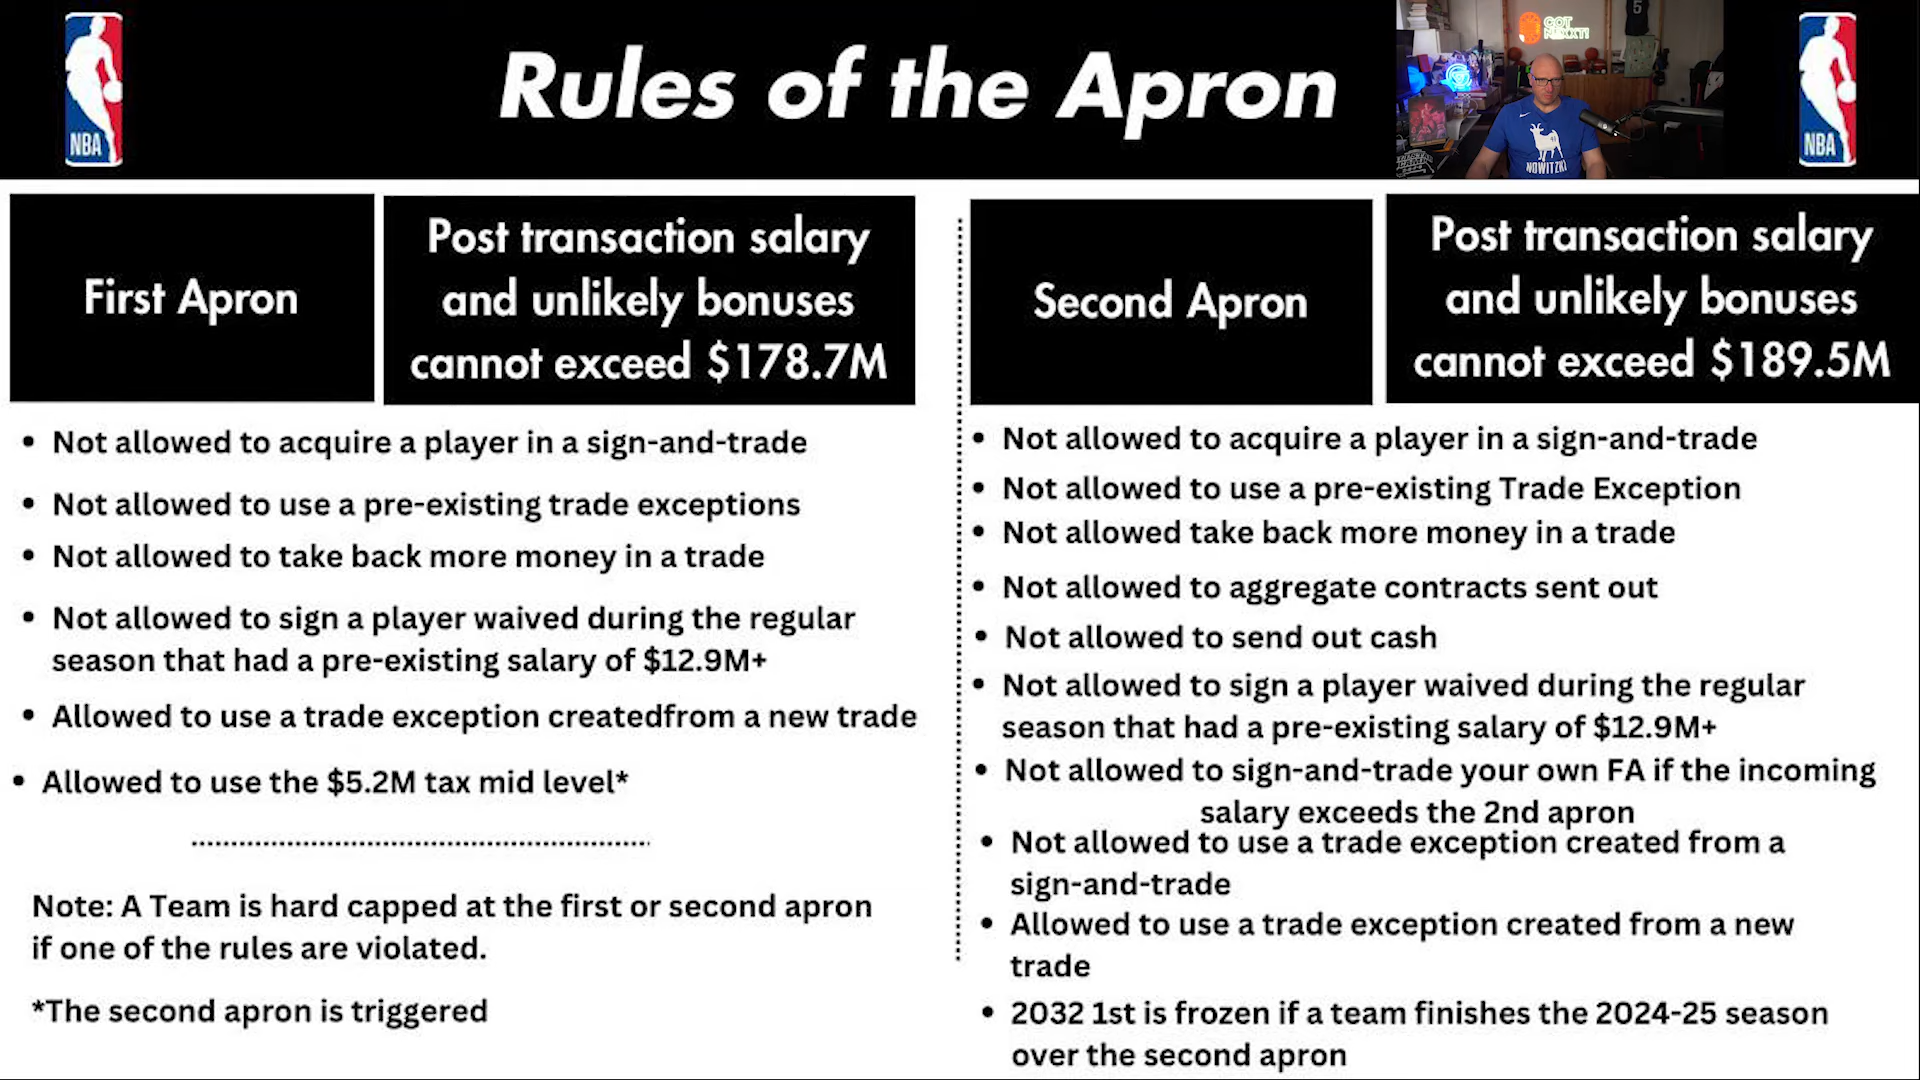 Rules of the Apron
NBA
GOT
NEXXT!
5
NOWITZKI
NBA
First Apron
Post transaction salary
and unlikely bonuses
cannot exceed $178.7M
• Not allowed to acquire a player in a sign-and-trade
• Not allowed to use a pre-existing trade exceptions
• Not allowed to take back more money in a trade
• Not allowed to sign a player waived during the regular
season that had a pre-existing salary of $12.9M+
• Allowed to use a trade exception createdfrom a new trade
• Allowed to use the $5.2M tax mid level*
Note: A Team is hard capped at the first or second apron
if one of the rules are violated.
*The second apron is triggered
Second Apron
Post transaction salary
and unlikely bonuses
cannot exceed $189.5M
• Not allowed to acquire a player in a sign-and-trade
• Not allowed to use a pre-existing Trade Exception
• Not allowed take back more money in a trade
• Not allowed to aggregate contracts sent out
• Not allowed to send out cash
• Not allowed to sign a player waived during the regular
season that had a pre-existing salary of $12.9M+
• Not allowed to sign-and-trade your own FA if the incoming
salary exceeds the 2nd apron
• Not allowed to use a trade exception created from a
sign-and-trade
• Allowed to use a trade exception created from a new
trade
• 2032 1st is frozen if a team finishes the 2024-25 season
over the second apron